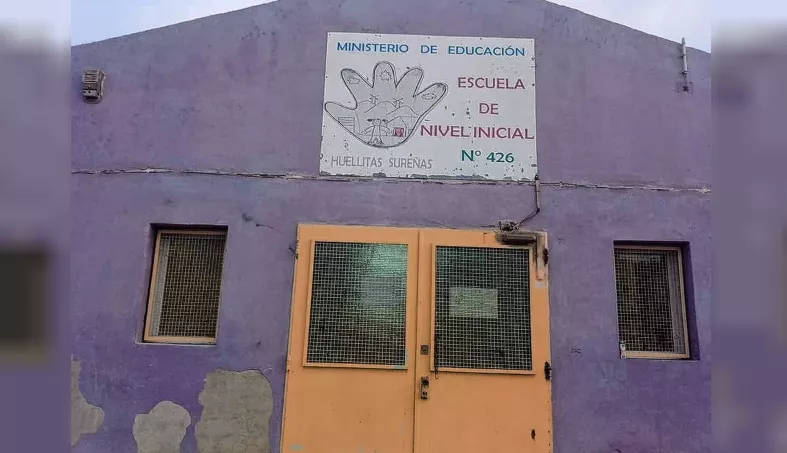 MINISTERIO DE EDUCACIÓN
ESCUELA
DE
NIVEL INICIAL
Nº 426
HUELLITAS SUREÑAS